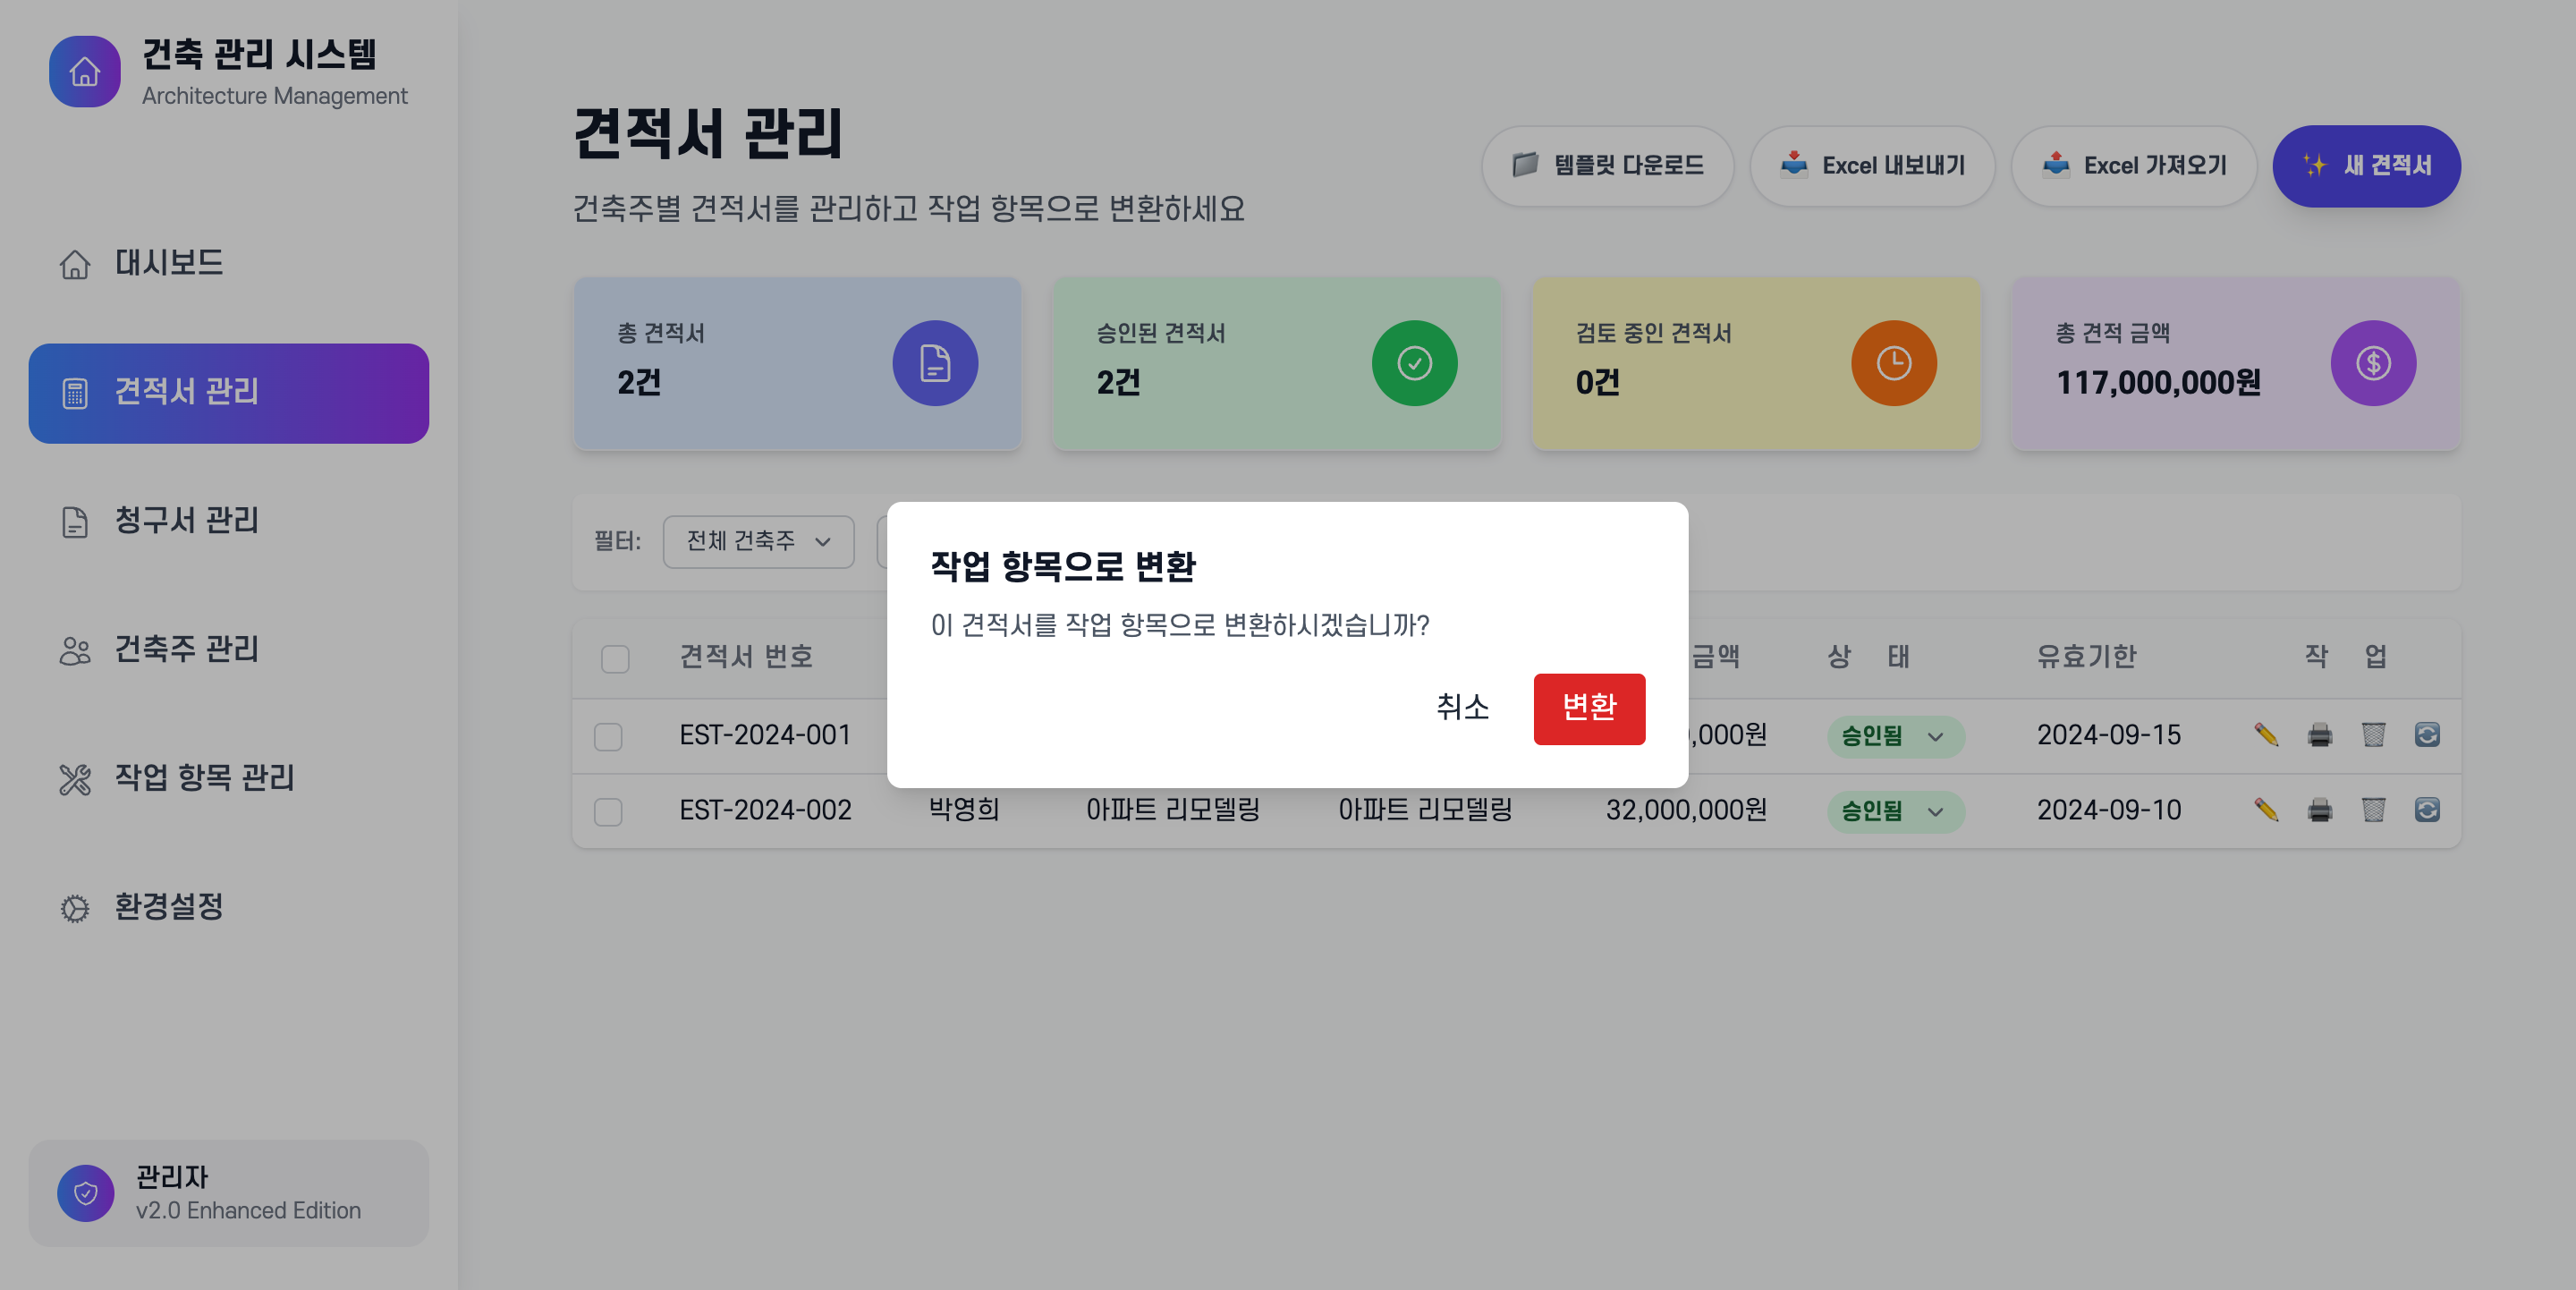 건축 관리 시스템
Architecture Management
대시보드
견적서 관리
청구서 관리
건축주 관리
작업 항목 관리
환경설정
관리자
v2.0 Enhanced Edition
견적서 관리
건축주별 견적서를 관리하고 작업 항목으로 변환하세요
템플릿 다운로드
Excel 내보내기
Excel 가져오기
새 견적서
총 견적서
2건
승인된 견적서
2건
검토 중인 견적서
0건
총 견적 금액
117,000,000원
필터:
전체 건축주
작업 항목으로 변환
이 견적서를 작업 항목으로 변환하시겠습니까?
취소
변환
견적서 번호 금액 상 태 유효기한 작 업
EST-2024-001 ,000원 승인됨 2024-09-15
EST-2024-002 박영희 아파트 리모델링 아파트 리모델링 32,000,000원 승인됨 2024-09-10